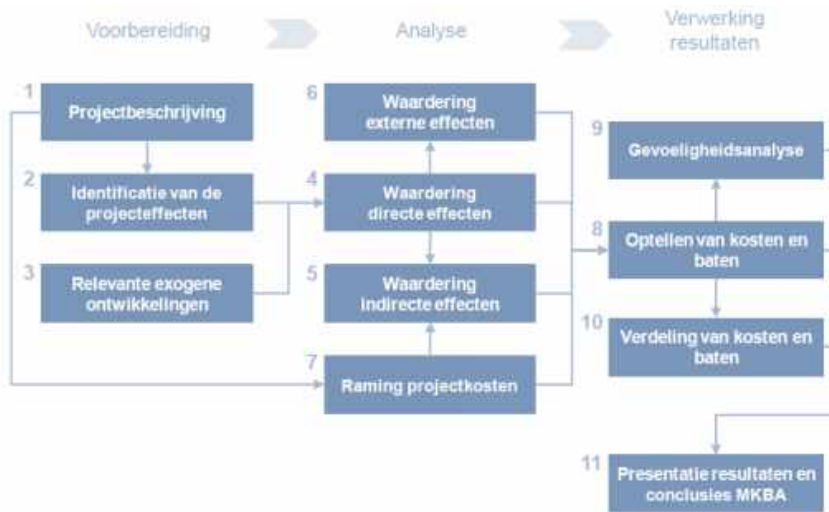 Voorbereiding
Analyse
Verwerking
resultaten
1
Projectbeschrijving
2
Identificatie van de
projecteffecten
3
Relevante exogene
ontwikkelingen
6
Waardering
externe effecten
4
Waardering
directe effecten
5
Waardering
indirecte effecten
7
Raming projectkosten
9
Gevoeligheidsanalyse
8
Optellen van kosten en
baten
10
Verdeling van kosten en
baten
11
Presentatie resultaten en
conclusies MKBA